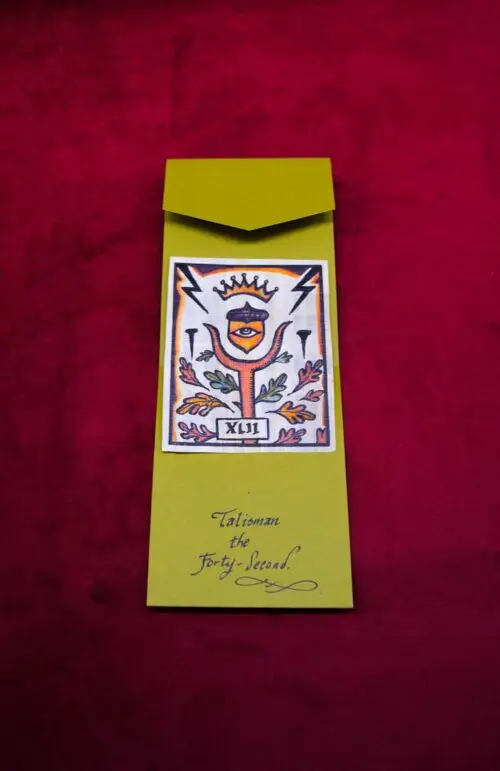 XLII
Talisman
the
Forty-Second.